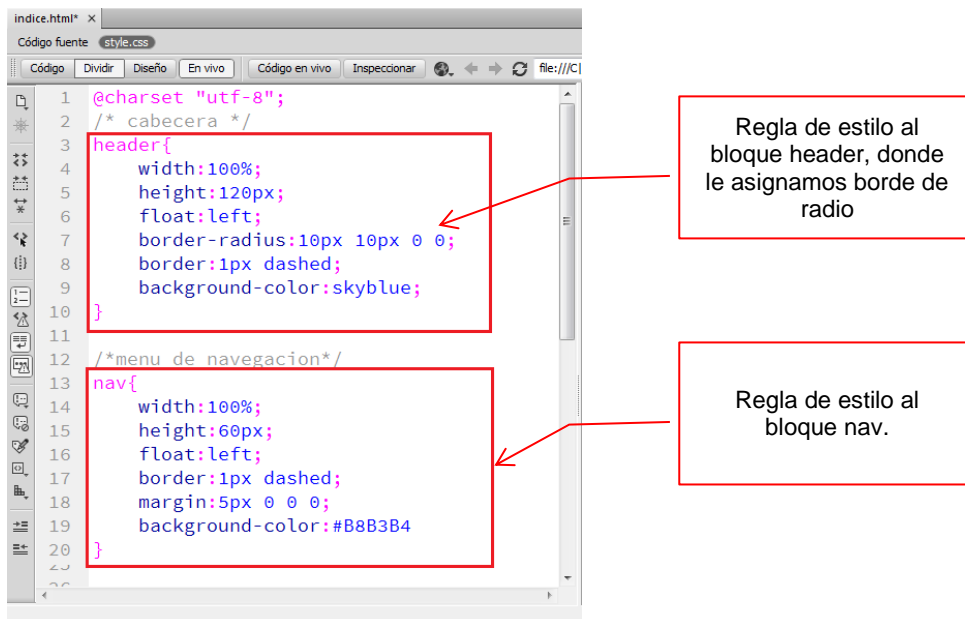 indice.html* ×
Código fuente style.css
Código Dividir Diseño En vivo Código en vivo Inspeccionar file:///C|
1 @charset "utf-8";
2 /* cabecera */
3 header{
4 width:100%;
5 height:120px;
6 float:left;
7 border-radius:10px 10px 0 0;
8 border:1px dashed;
9 background-color:skyblue;
10 }
11
12 /*menu de navegacion*/
13 nav{
14 width:100%;
15 height:60px;
16 float:left;
17 border:1px dashed;
18 margin:5px 0 0 0;
19 background-color:#B8B3B4
20 }
Regla de estilo al
bloque header, donde
le asignamos borde de
radio
Regla de estilo al
bloque nav.